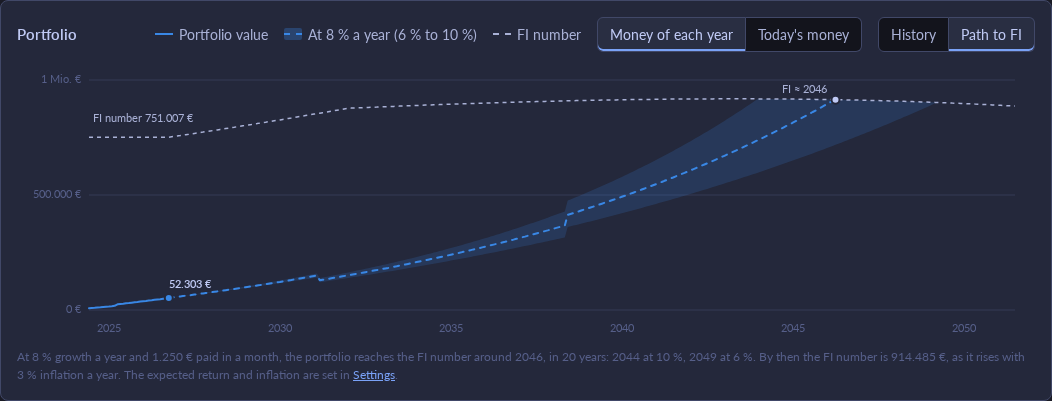 Portfolio
Portfolio value
At 8 % a year (6 % to 10 %)
FI number
Money of each year
Today's money
History
Path to FI
1 Mio. €
FI ≈ 2046
FI number 751.007 €
500.000 €
52.303 €
0 €
2025 2030 2035 2040 2045 2050
At 8 % growth a year and 1.250 € paid in a month, the portfolio reaches the FI number around 2046, in 20 years: 2044 at 10 %, 2049 at 6 %. By then the FI number is 914.485 €, as it rises with
3 % inflation a year. The expected return and inflation are set in Settings.